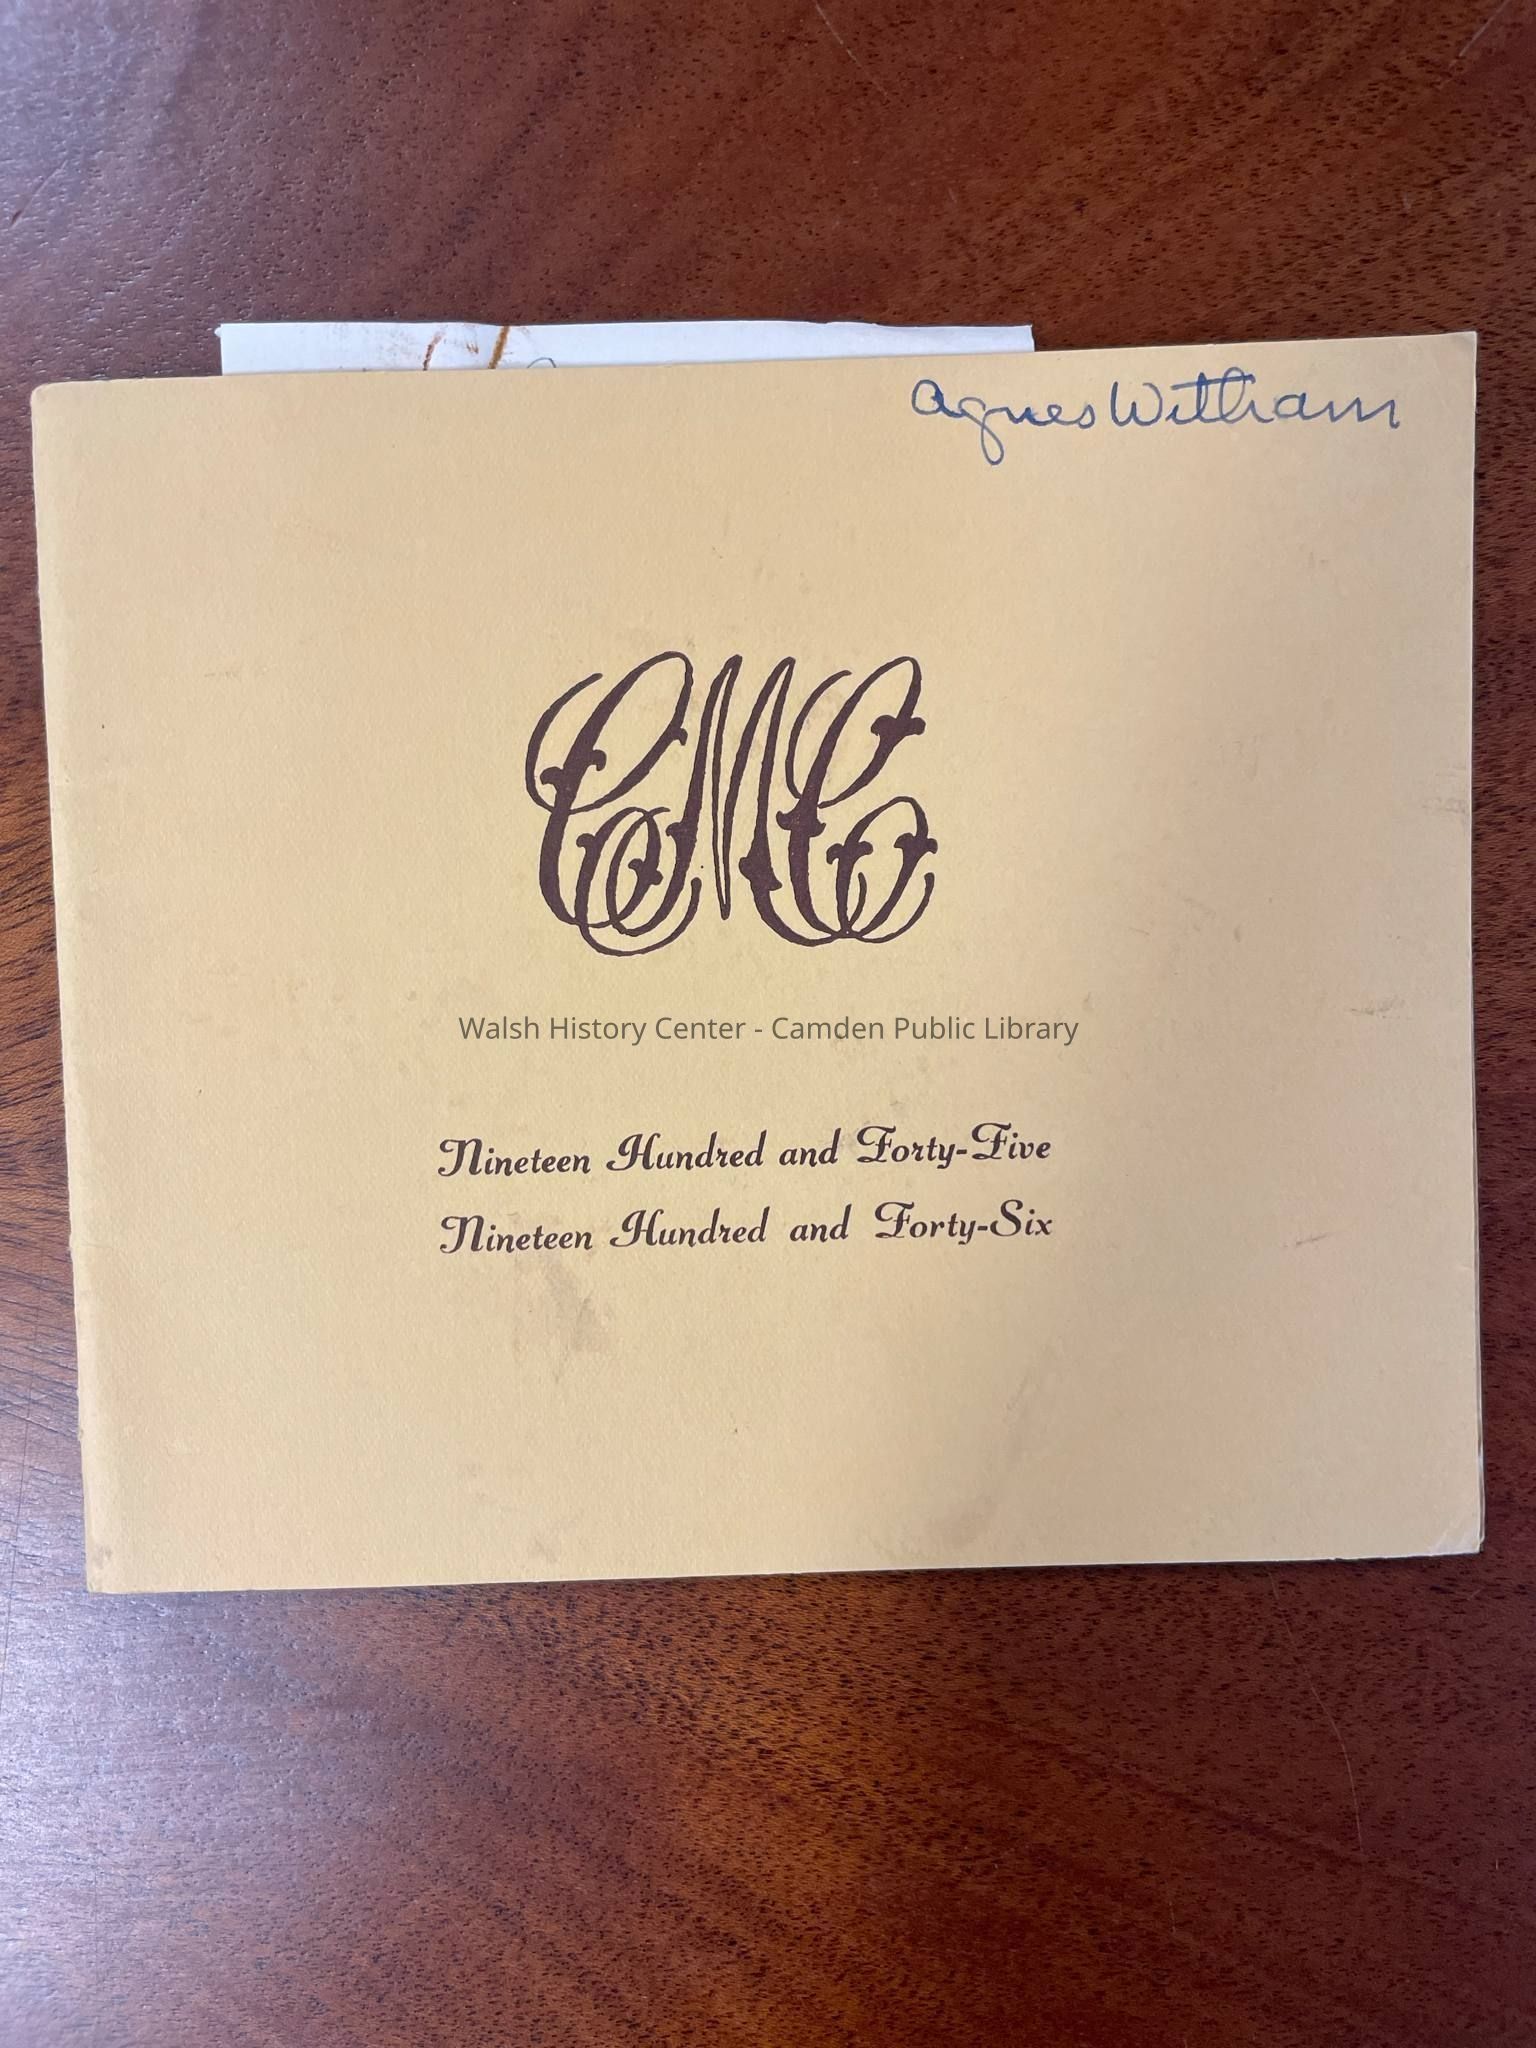 Agnes Witham
CMC
Walsh History Center - Camden Public Library
Nineteen Hundred and Forty-Five
Nineteen Hundred and Forty-Six